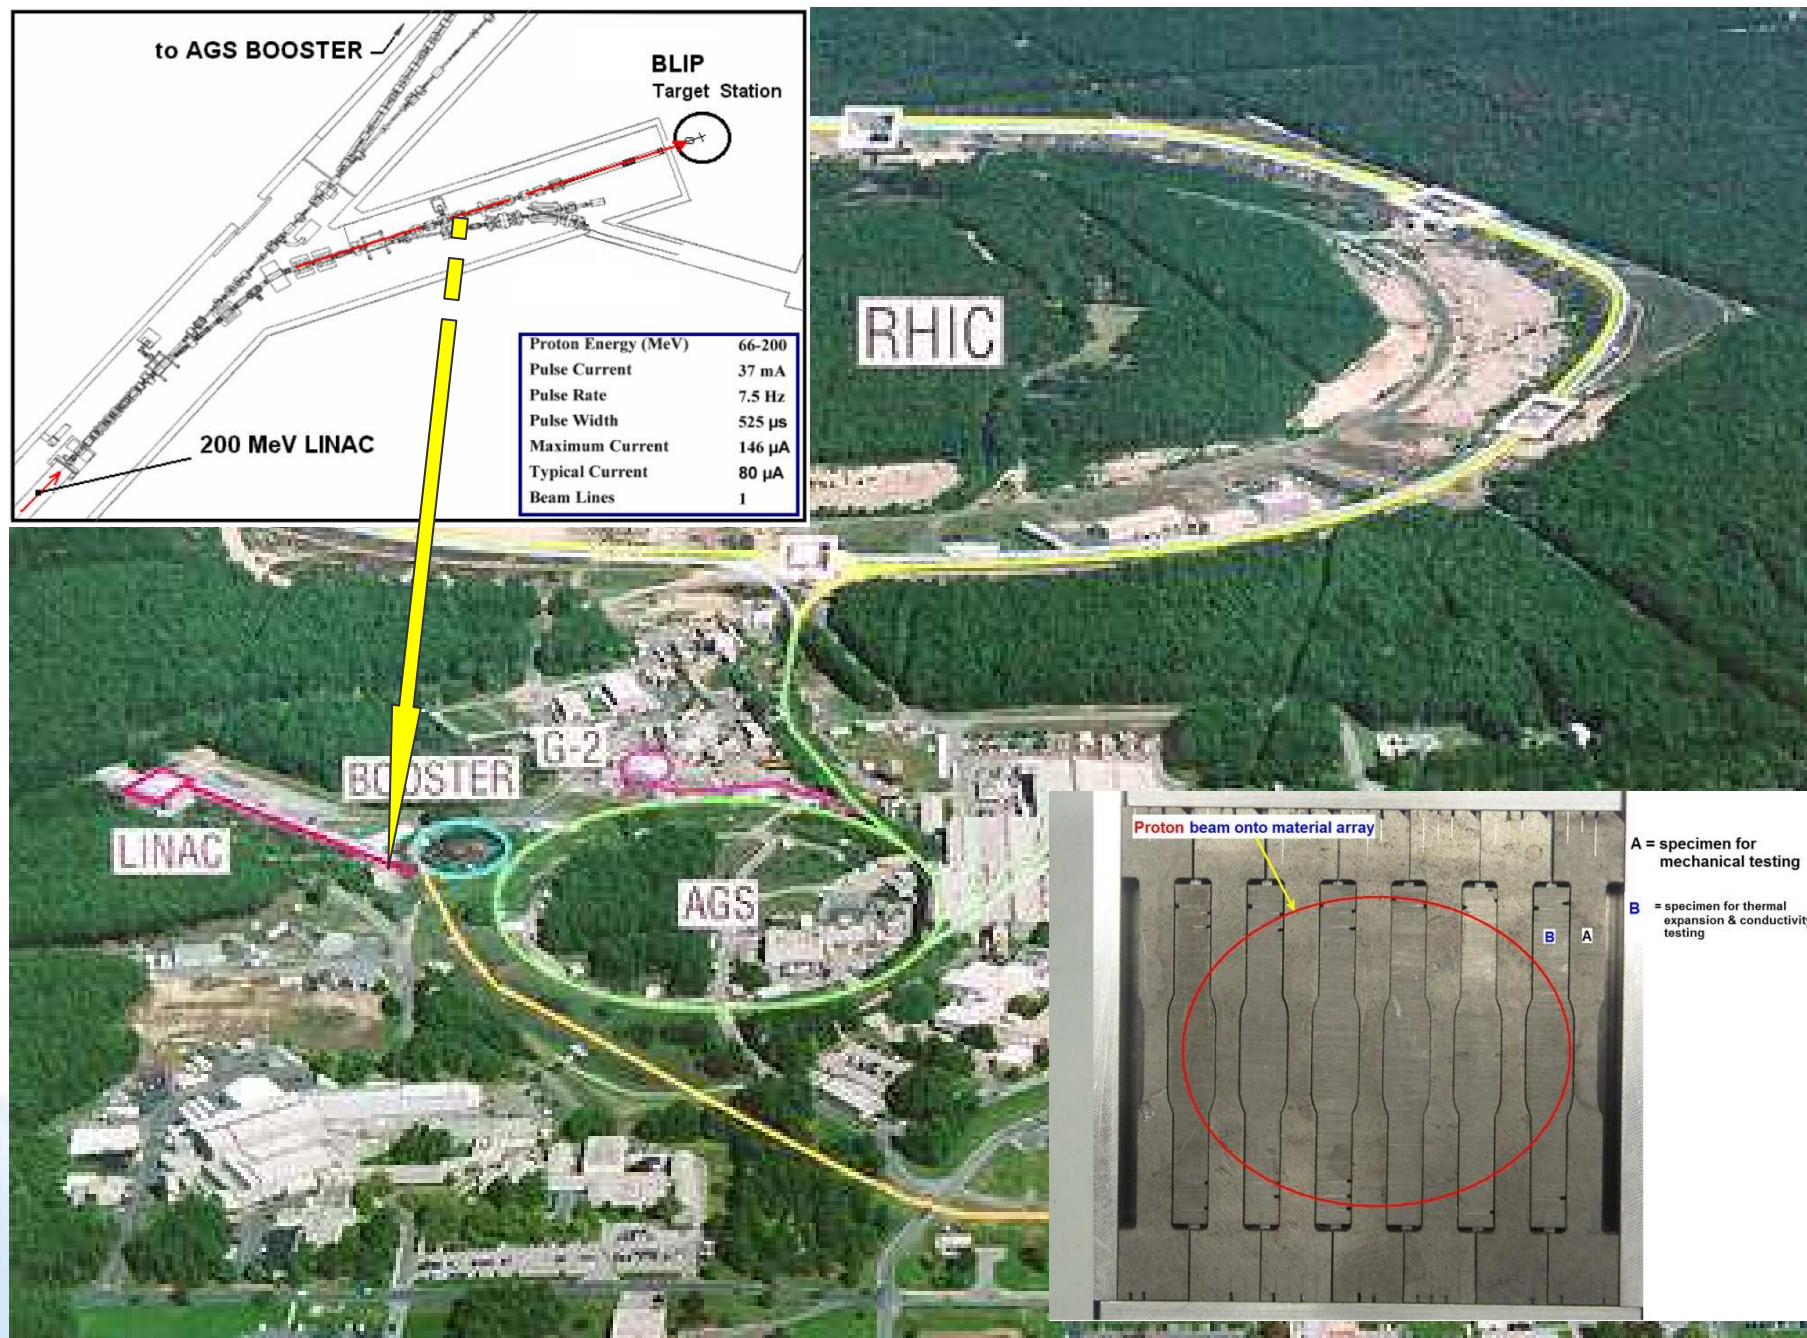 to AGS BOOSTER
BLIP
Target Station
200 MeV LINAC
Proton Energy (MeV) 66-200
Pulse Current 37 mA
Pulse Rate 7.5 Hz
Pulse Width 525 µs
Maximum Current 146 µA
Typical Current 80 µA
Beam Lines 1
RHIC
G-2
BOOSTER
LINAC
AGS
Proton beam onto material array
A = specimen for
mechanical testing
B = specimen for thermal
expansion & conductivity
testing
B A